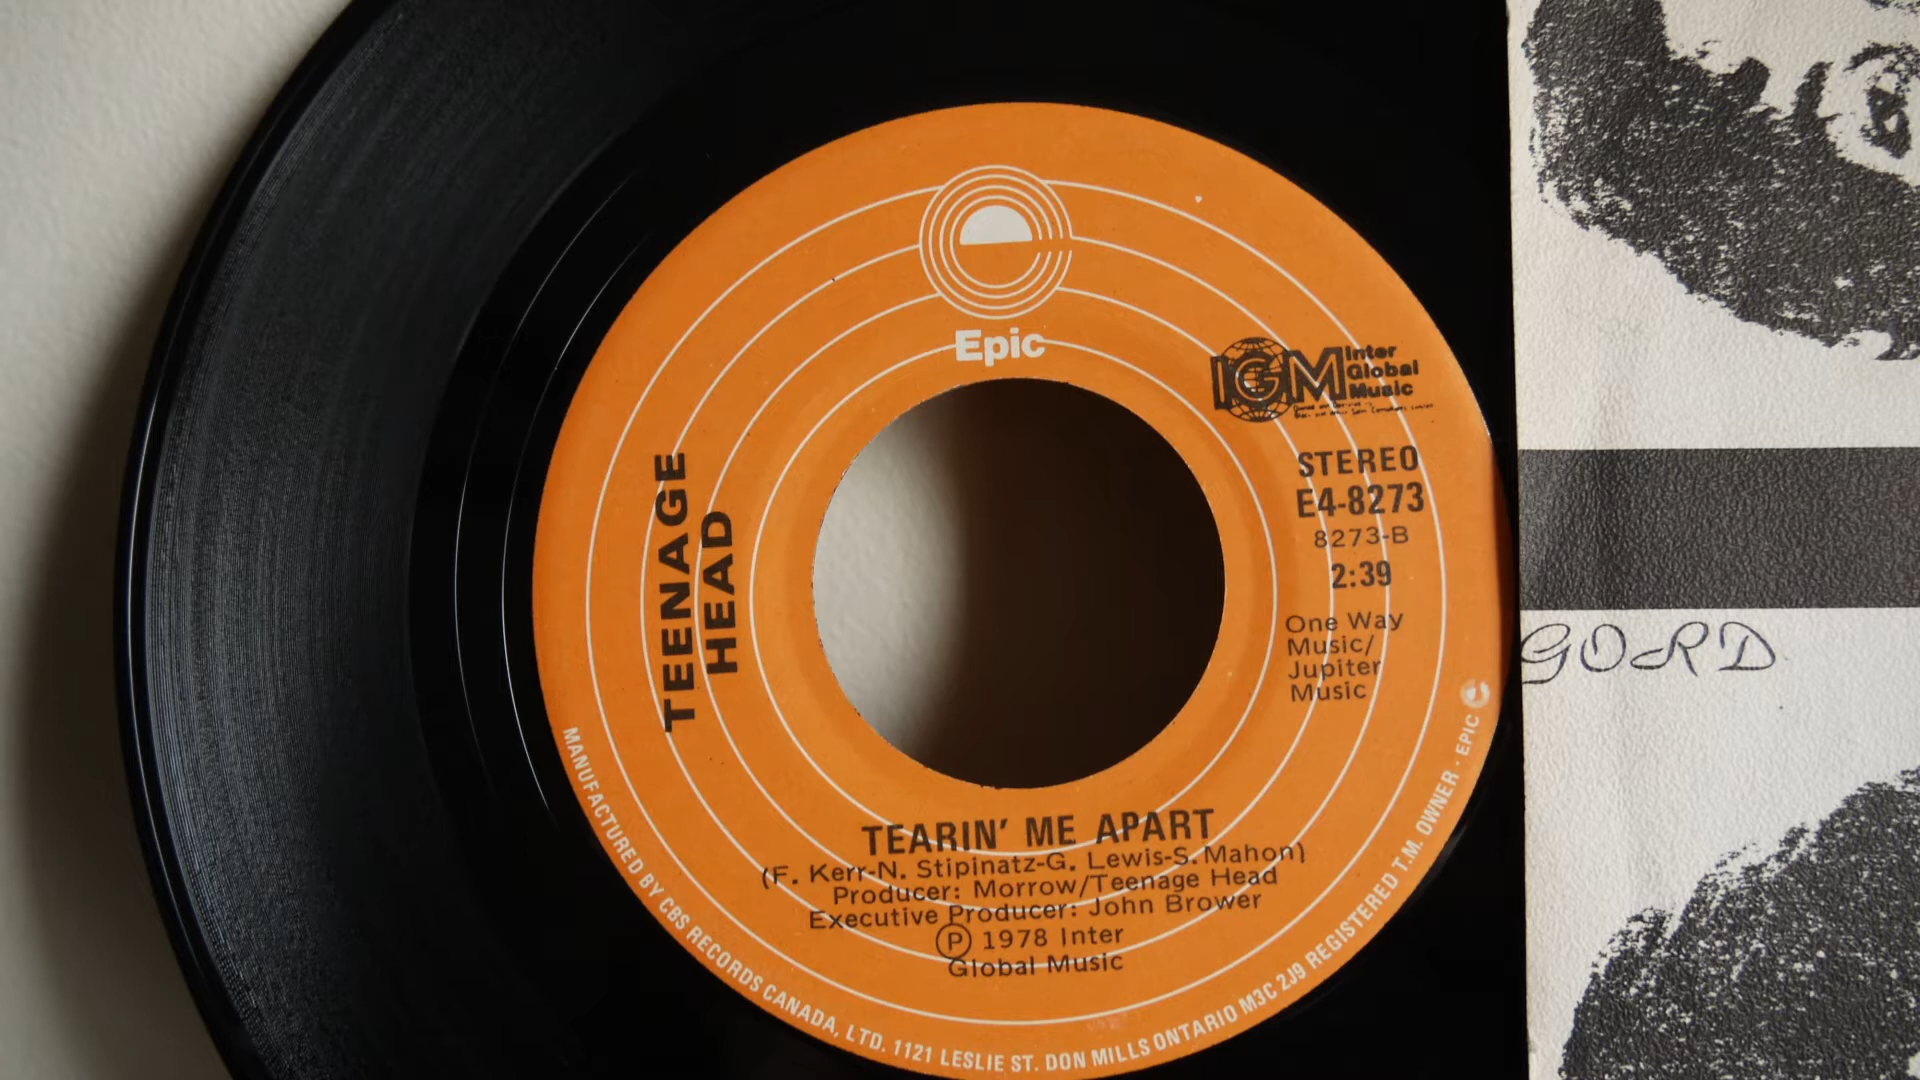 Epic
IGM
Inter
Global
Music
STEREO
E4-8273
8273-B
2:39
One Way
Music/
Jupiter
Music
TEENAGE
HEAD
TEARIN' ME APART
(F. Kerr-N. Stipinatz-G. Lewis-S. Mahon)
Producer: Morrow/Teenage Head
Executive Producer: John Brower
Ⓟ 1978 Inter
Global Music
MANUFACTURED BY CBS RECORDS CANADA, LTD. 1121 LESLIE ST. DON MILLS ONTARIO M3C 2J9 REGISTERED T.M. OWNER · EPIC
GORD